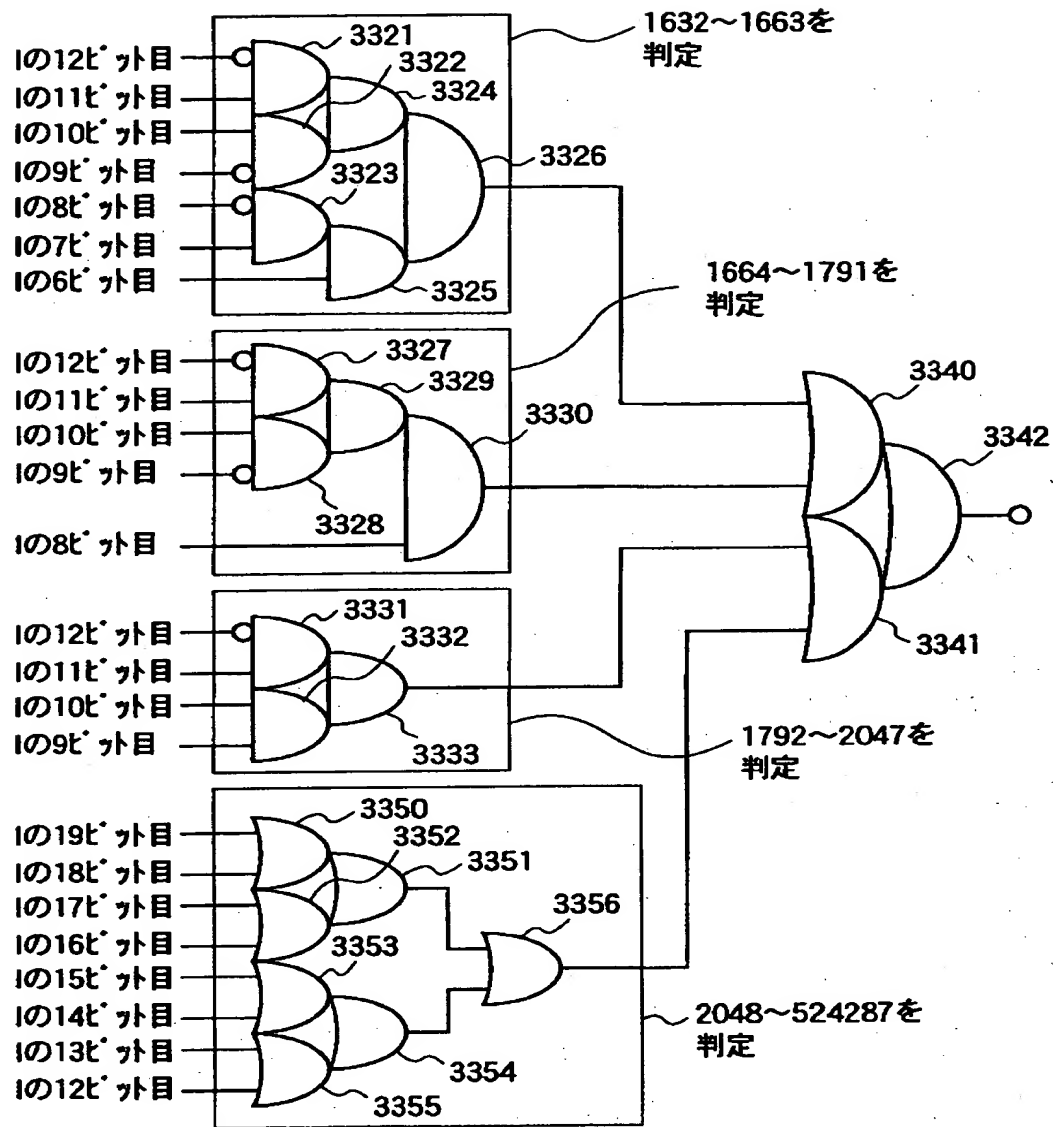 1632〜1663を
判定
Iの12ビット目
Iの11ビット目
Iの10ビット目
Iの9ビット目
Iの8ビット目
Iの7ビット目
Iの6ビット目
3321
3322
3324
3323
3326
3325
1664〜1791を
判定
Iの12ビット目
Iの11ビット目
Iの10ビット目
Iの9ビット目
Iの8ビット目
3327
3329
3330
3328
3340
3342
3341
Iの12ビット目
Iの11ビット目
Iの10ビット目
Iの9ビット目
3331
3332
3333
1792〜2047を
判定
Iの19ビット目
Iの18ビット目
Iの17ビット目
Iの16ビット目
Iの15ビット目
Iの14ビット目
Iの13ビット目
Iの12ビット目
3350
3352
3351
3353
3356
3354
3355
2048〜524287を
判定